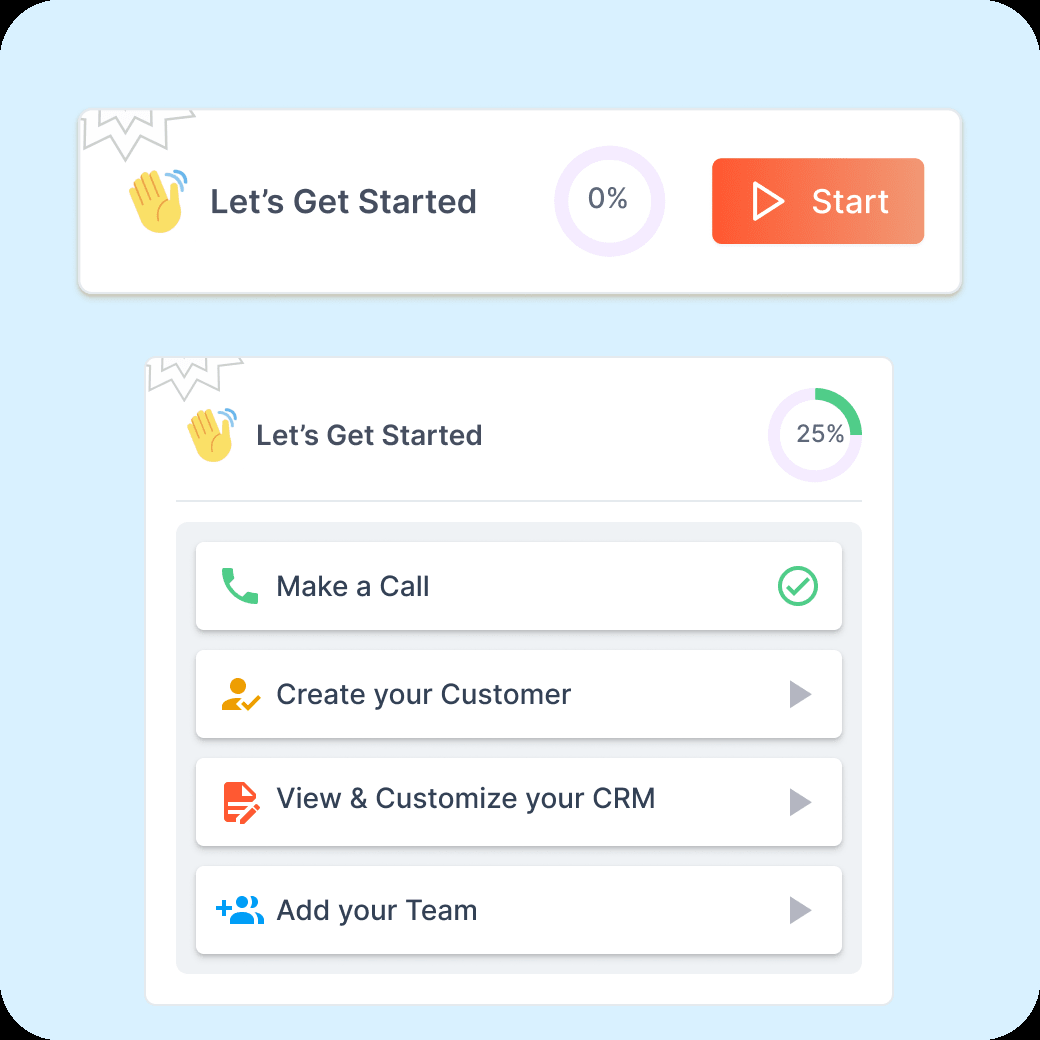 Let’s Get Started
0%
Start
Let’s Get Started
25%
Make a Call
Create your Customer
View & Customize your CRM
Add your Team